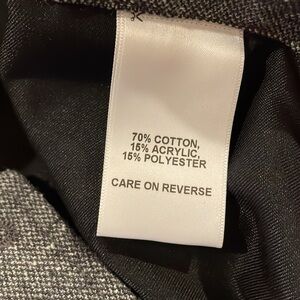 70% COTTON,
15% ACRYLIC,
15% POLYESTER
CARE ON REVERSE